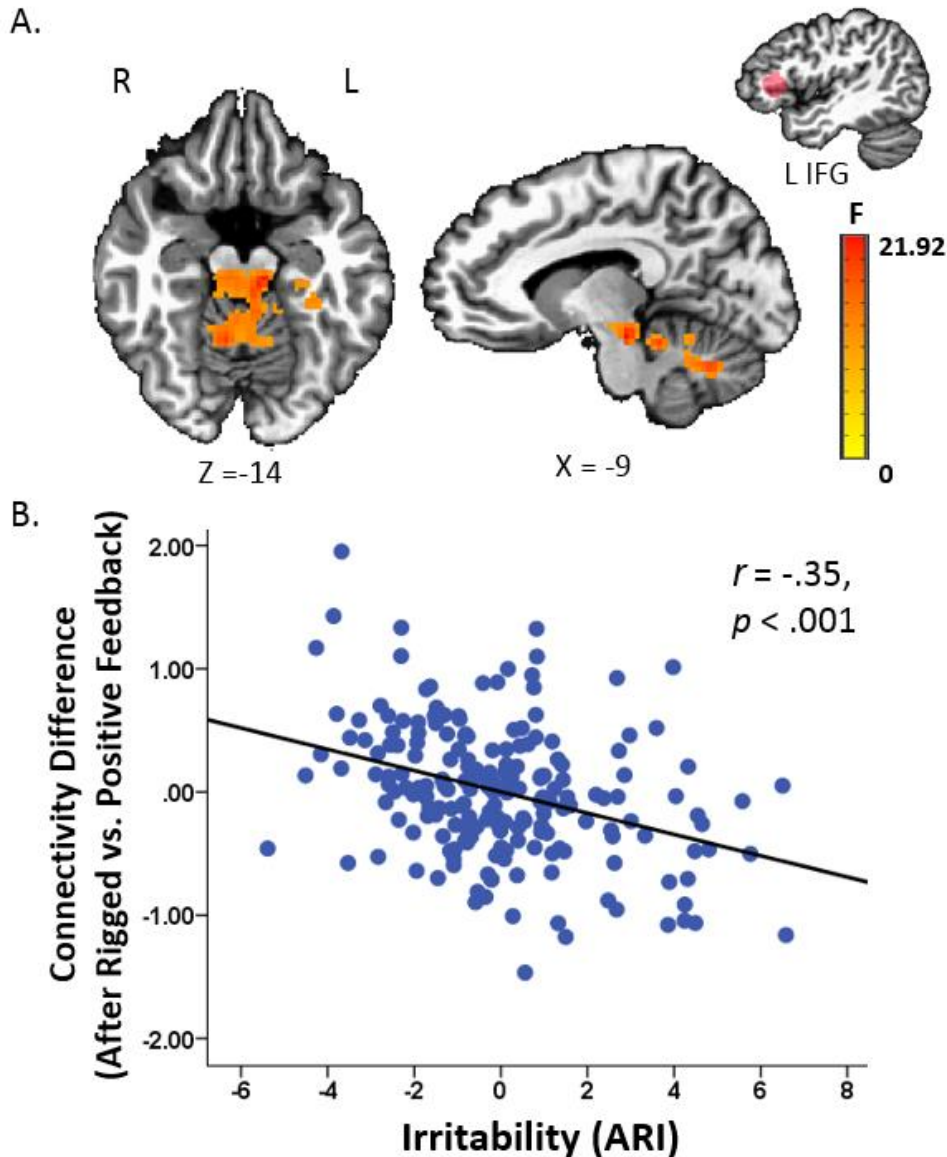 A.
R
L
L IFG
F
21.92
0
Z =-14
X = -9
B.
Connectivity Difference
(After Rigged vs. Positive Feedback)
2.00
1.00
.00
-1.00
-2.00
r = -.35,
p < .001
-6 -4 -2 0 2 4 6 8
Irritability (ARI)